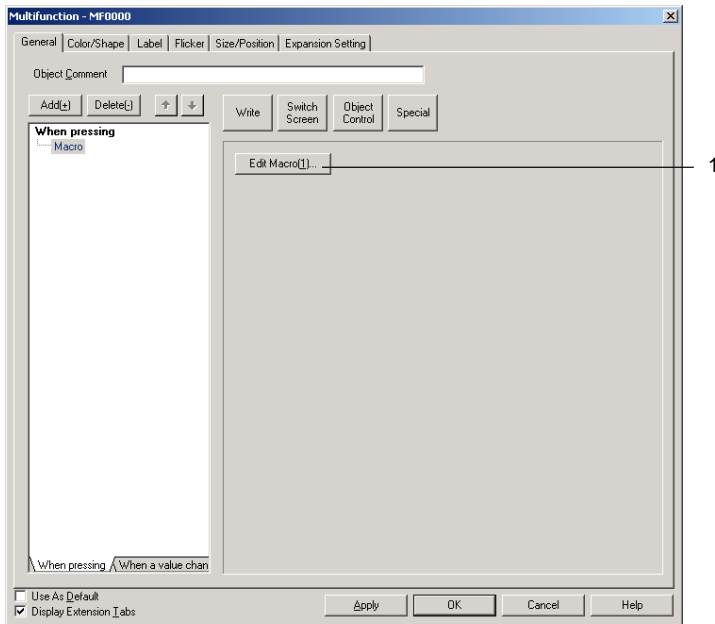 Multifunction - MF0000
General Color/Shape Label Flicker Size/Position Expansion Setting
Object Comment
Add(+) Delete(-) Write Switch Screen Object Control Special
When pressing
Macro
Edit Macro(1)...
1
When pressing When a value chan
Use As Default
Display Extension Tabs
Apply OK Cancel Help